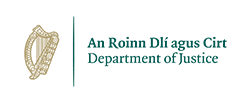 An Roinn Dlí agus Cirt
Department of Justice